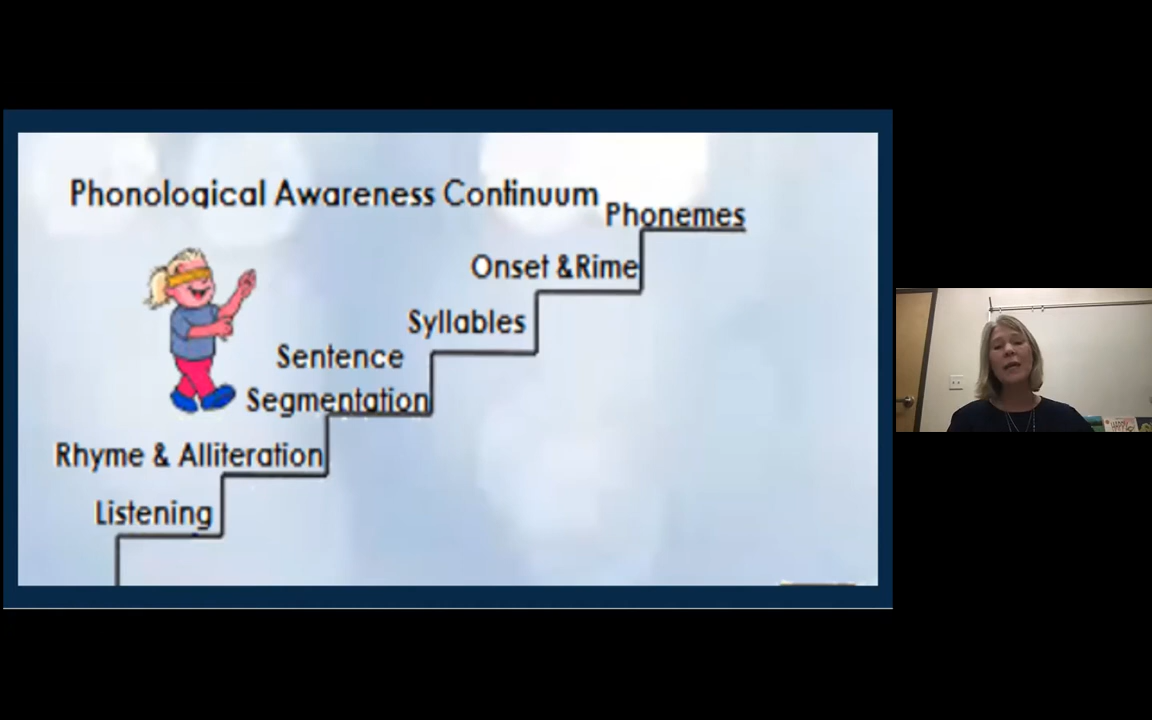 Phonological Awareness Continuum
Phonemes
Onset &Rime
Syllables
Sentence
Segmentation
Rhyme & Alliteration
Listening